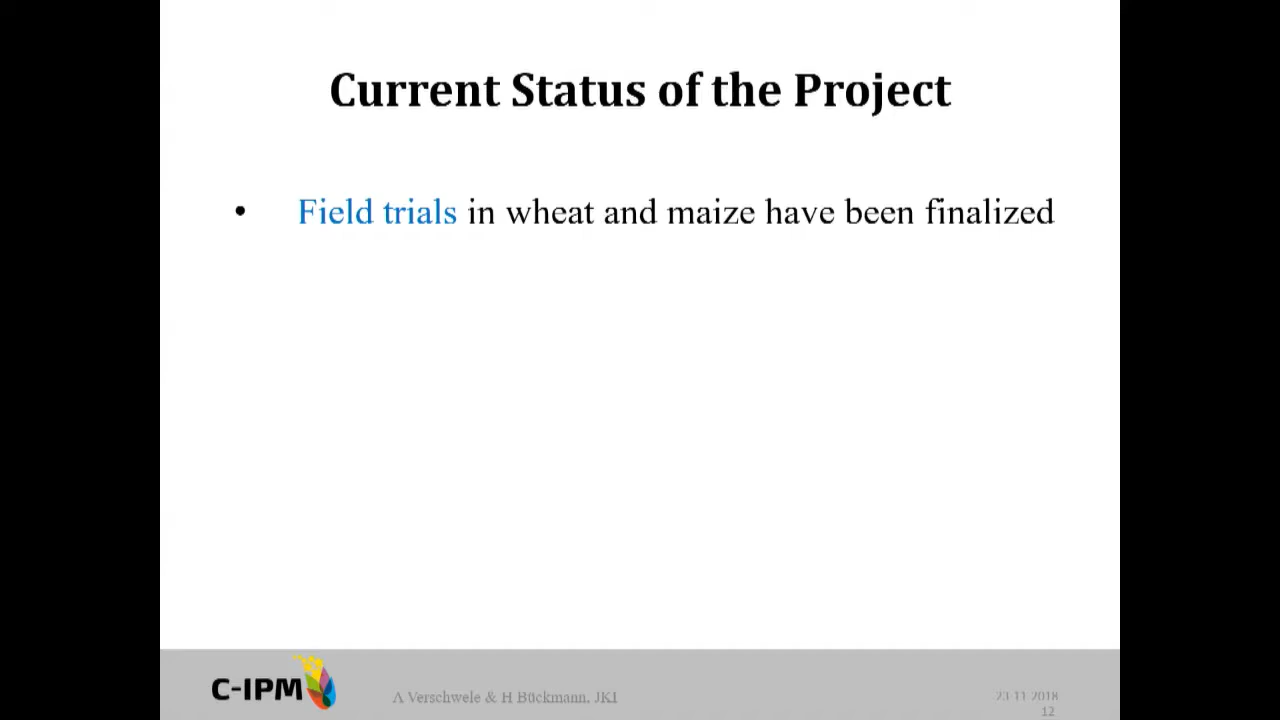 Current Status of the Project
• Field trials in wheat and maize have been finalized
C-IPM
A Verschwele & H Bückmann, JKI
23-11-2018
12